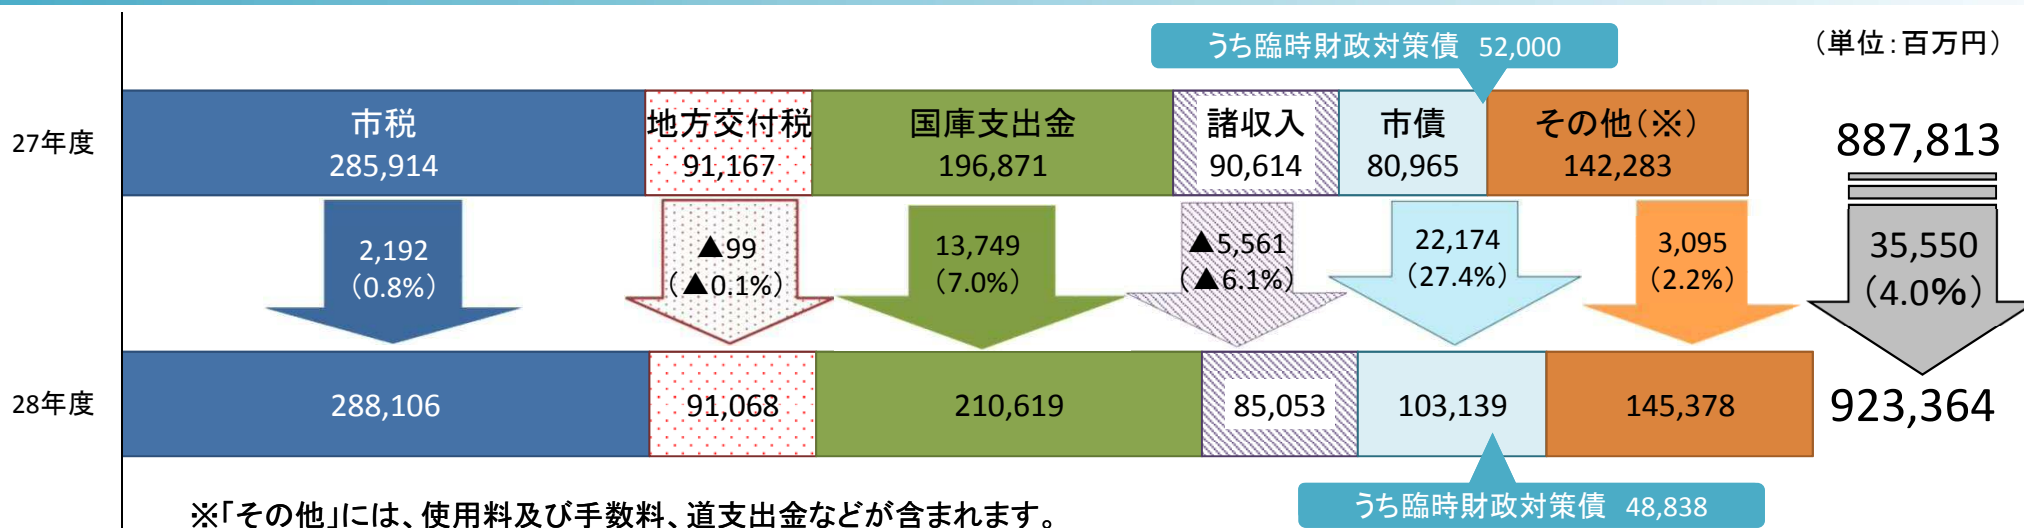 うち臨時財政対策債 52,000
（単位：百万円）
27年度
市税
285,914
地方交付税
91,167
国庫支出金
196,871
諸収入
90,614
市債
80,965
その他（※）
142,283
887,813
2,192
（0.8%）
▲99
（▲0.1%）
13,749
（7.0%）
▲5,561
（▲6.1%）
22,174
（27.4%）
3,095
（2.2%）
35,550
（4.0%）
28年度
288,106
91,068
210,619
85,053
103,139
145,378
923,364
うち臨時財政対策債 48,838
※「その他」には、使用料及び手数料、道支出金などが含まれます。